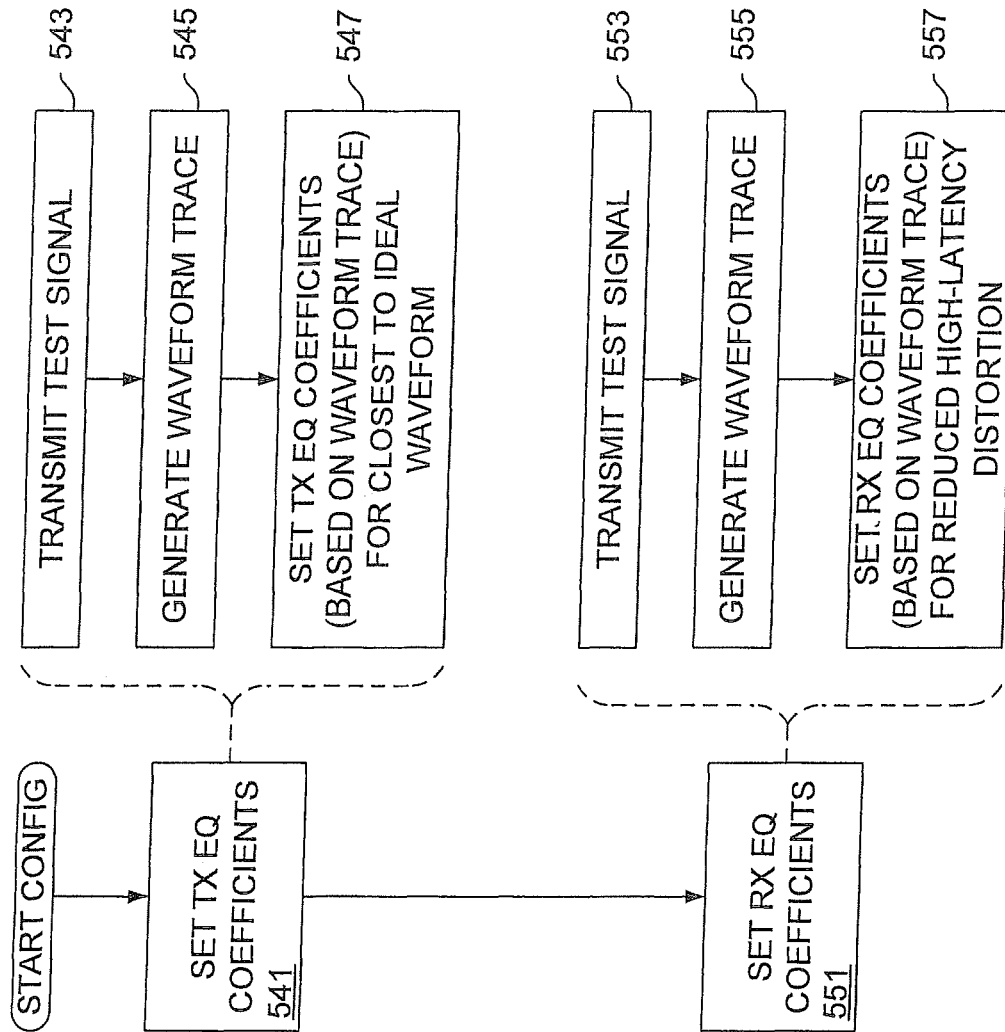 START CONFIG
SET TX EQ
COEFFICIENTS
541
TRANSMIT TEST SIGNAL
543
GENERATE WAVEFORM TRACE
545
SET TX EQ COEFFICIENTS
(BASED ON WAVEFORM TRACE)
FOR CLOSEST TO IDEAL
WAVEFORM
547
SET RX EQ
COEFFICIENTS
551
TRANSMIT TEST SIGNAL
553
GENERATE WAVEFORM TRACE
555
SET RX EQ COEFFICIENTS
(BASED ON WAVEFORM TRACE)
FOR REDUCED HIGH-LATENCY
DISTORTION
557